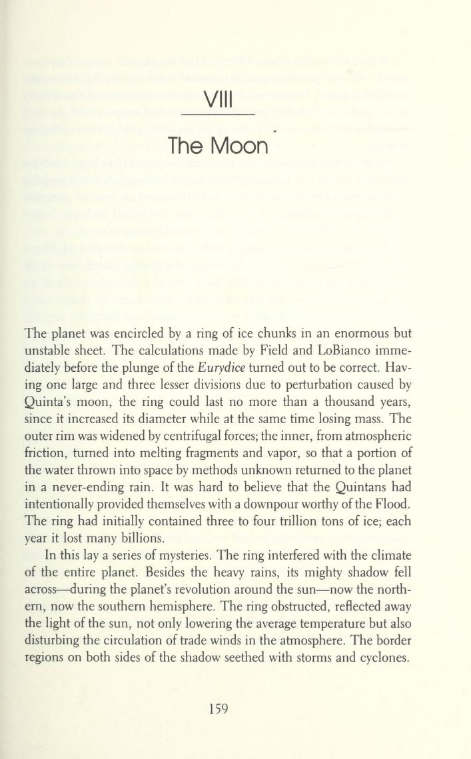 VIII
The Moon
The planet was encircled by a ring of ice chunks in an enormous but
unstable sheet. The calculations made by Field and LoBianco imme-
diately before the plunge of the Eurydice turned out to be correct. Hav-
ing one large and three lesser divisions due to perturbation caused by
Quinta's moon, the ring could last no more than a thousand years,
since it increased its diameter while at the same time losing mass. The
outer rim was widened by centrifugal forces; the inner, from atmospheric
friction, turned into melting fragments and vapor, so that a portion of
the water thrown into space by methods unknown returned to the planet
in a never-ending rain. It was hard to believe that the Quintans had
intentionally provided themselves with a downpour worthy of the Flood.
The ring had initially contained three to four trillion tons of ice; each
year it lost many billions.
In this lay a series of mysteries. The ring interfered with the climate
of the entire planet. Besides the heavy rains, its mighty shadow fell
across—during the planet's revolution around the sun—now the north-
ern, now the southern hemisphere. The ring obstructed, reflected away
the light of the sun, not only lowering the average temperature but also
disturbing the circulation of trade winds in the atmosphere. The border
regions on both sides of the shadow seethed with storms and cyclones.
159